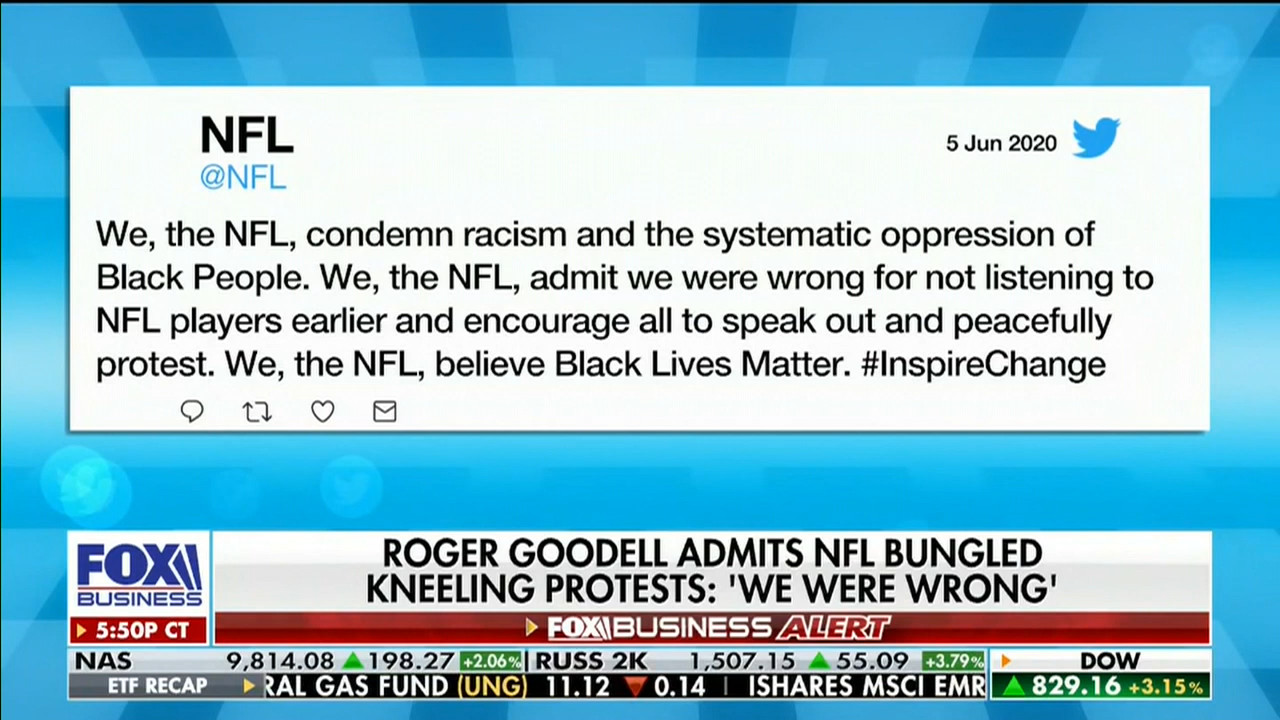 NFL
@NFL
5 Jun 2020
We, the NFL, condemn racism and the systematic oppression of
Black People. We, the NFL, admit we were wrong for not listening to
NFL players earlier and encourage all to speak out and peacefully
protest. We, the NFL, believe Black Lives Matter. #InspireChange
FOX
BUSINESS
5:50P CT
ROGER GOODELL ADMITS NFL BUNGLED
KNEELING PROTESTS: 'WE WERE WRONG'
FOX BUSINESS ALERT
NAS 9,814.08 198.27 +2.06% RUSS 2K 1,507.15 55.09 +3.79% DOW
ETF RECAP RAL GAS FUND (UNG) 11.12 0.14 ISHARES MSCI EMR 829.16 +3.15%